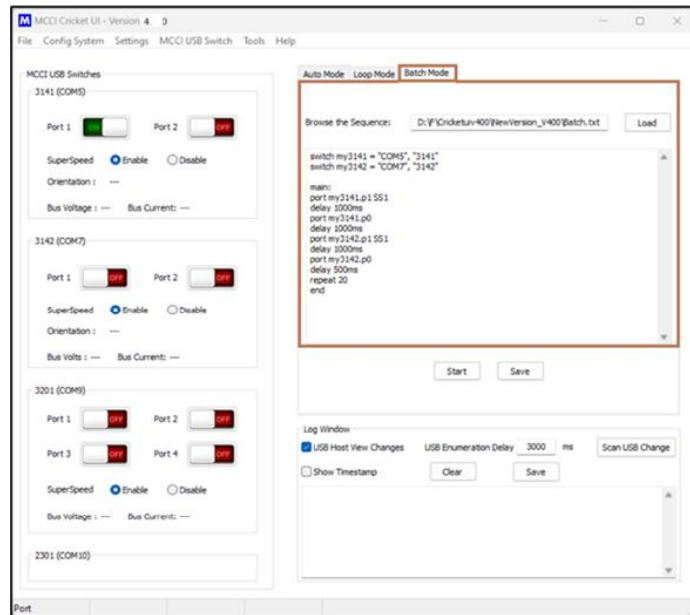 MCCI Cricket UI - Version 4. 0
File Config System Settings MCCI USB Switch Tools Help
MCCI USB Switches
3141 (COM5)
Port 1 ON Port 2 OFF
SuperSpeed Enable Disable
Orientation : ---
Bus Voltage : --- Bus Current: ---
3142 (COM7)
Port 1 OFF Port 2 OFF
SuperSpeed Enable Disable
Orientation : ---
Bus Volts : --- Bus Current: ---
3201 (COM9)
Port 1 OFF Port 2 OFF
Port 3 OFF Port 4 OFF
SuperSpeed Enable Disable
Bus Voltage : --- Bus Current: ---
2301 (COM10)
Port
Auto Mode Loop Mode Batch Mode
Browse the Sequence: D:\F\Cricketuiv400\NewVersion_V400\Batch.txt Load
switch my3141 = "COM5", "3141"
switch my3142 = "COM7", "3142"
main:
port my3141.p1 SS1
delay 1000ms
port my3141.p0
delay 1000ms
port my3142.p1 SS1
delay 1000ms
port my3142.p0
delay 500ms
repeat 20
end
Start Save
Log Window
USB Host View Changes USB Enumeration Delay 3000 ms Scan USB Change
Show Timestamp Clear Save